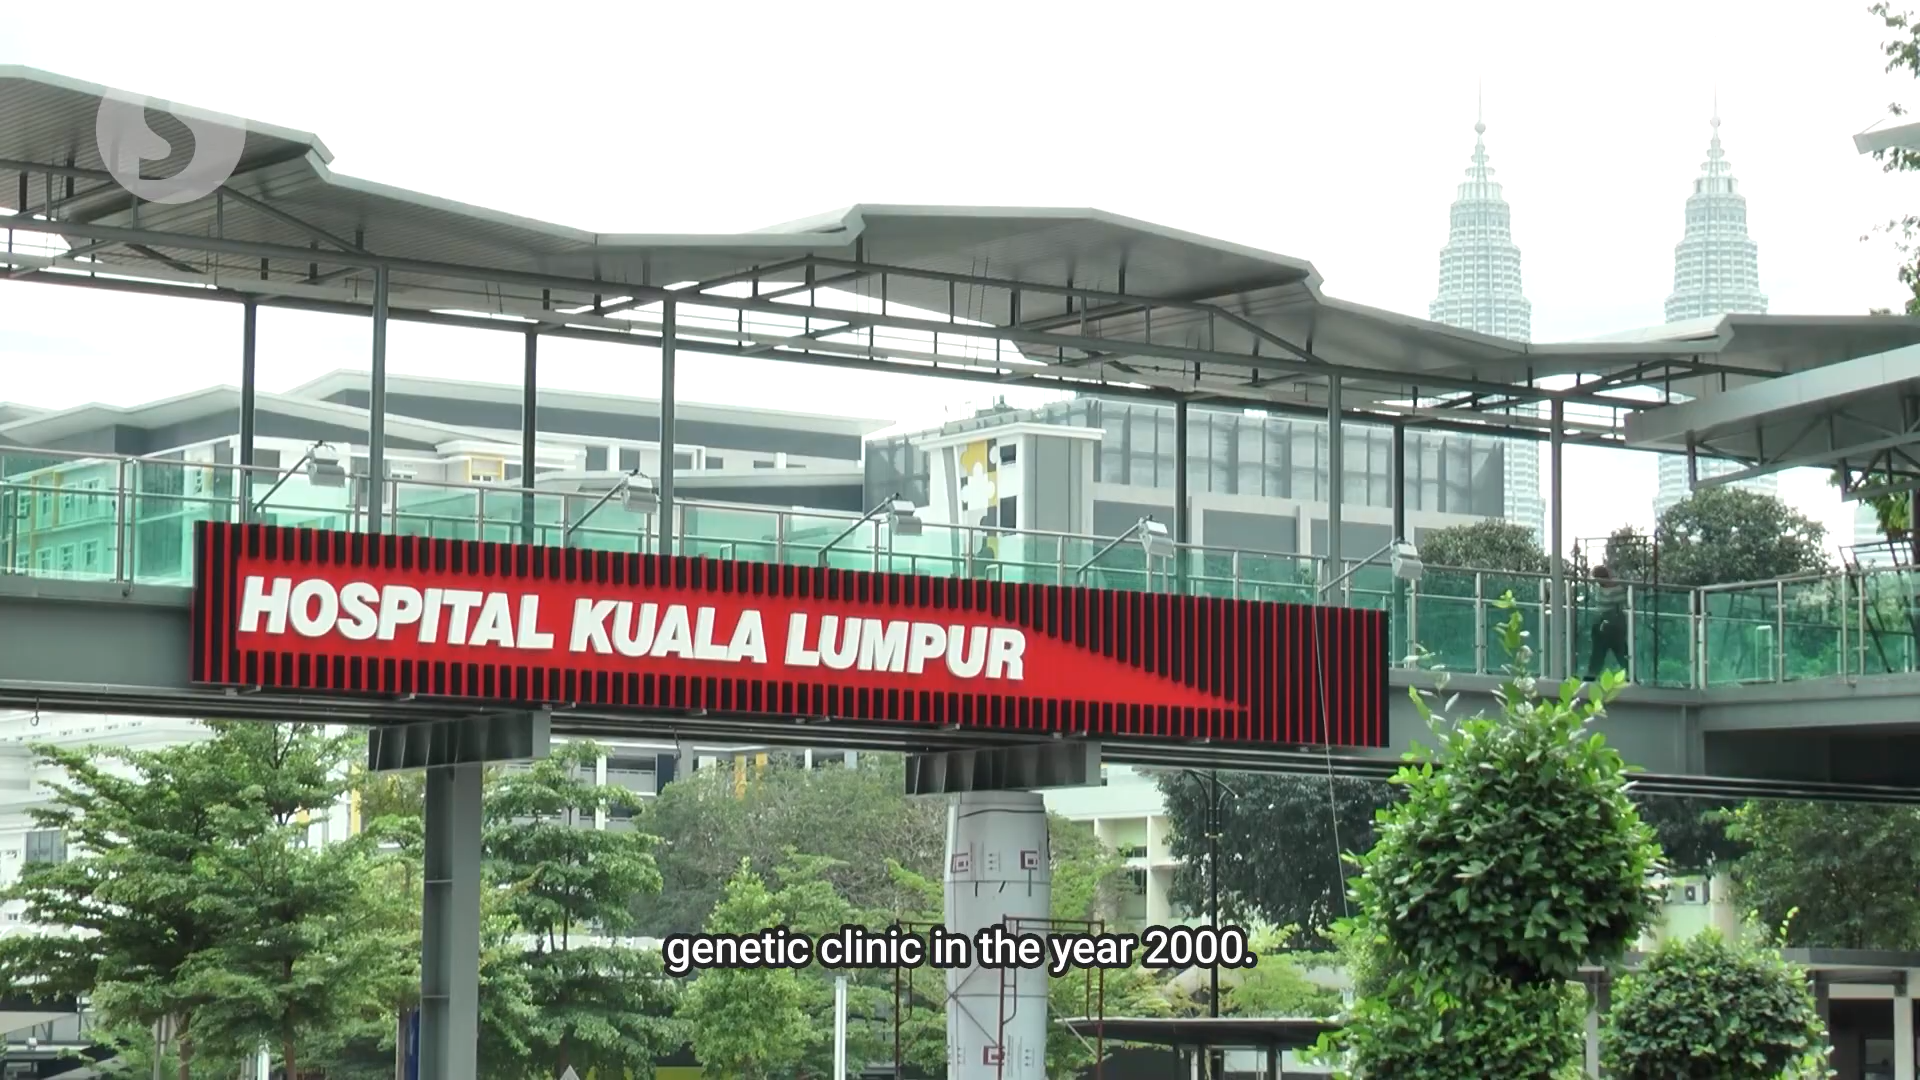 S
HOSPITAL KUALA LUMPUR
genetic clinic in the year 2000.